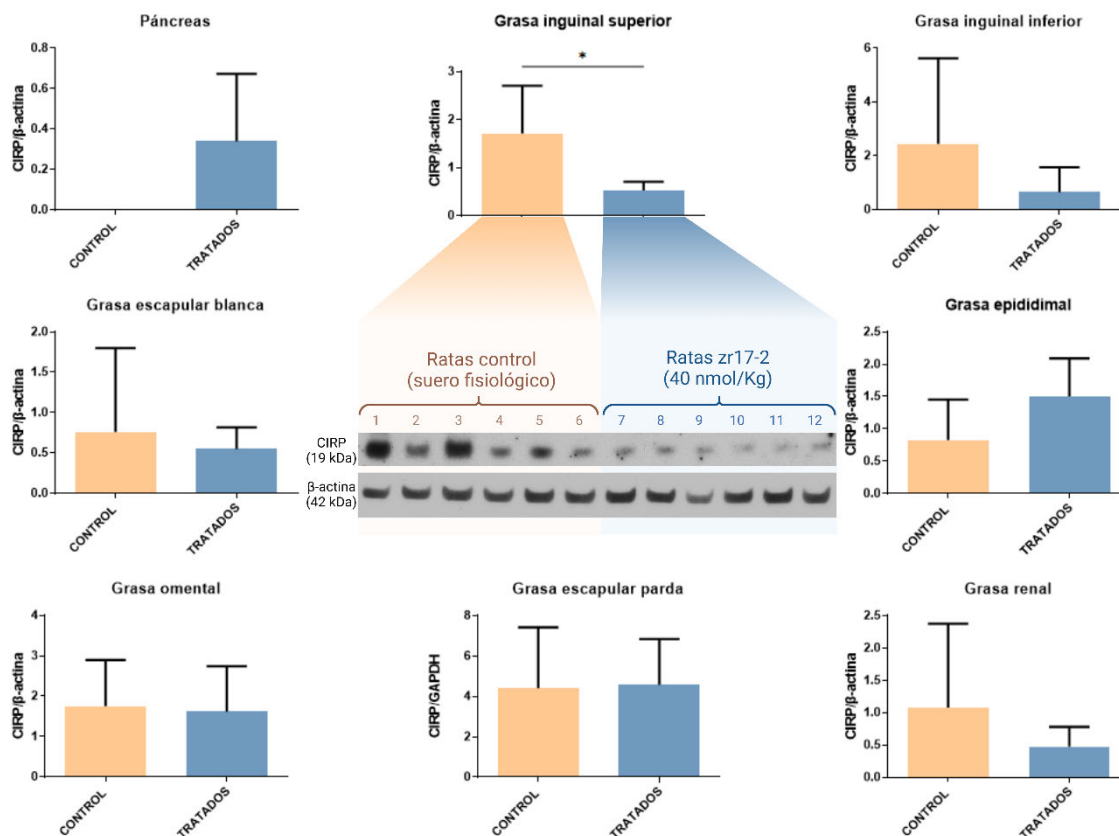 Páncreas
CIRP/β-actina
0.8
0.6
0.4
0.2
0.0
CONTROL
TRATADOS
Grasa inguinal superior
*
CIRP/β-actina
3
2
1
0
Grasa inguinal inferior
CIRP/β-actina
6
4
2
0
CONTROL
TRATADOS
Grasa escapular blanca
CIRP/β-actina
2.0
1.5
1.0
0.5
0.0
CONTROL
TRATADOS
Ratas control
(suero fisiológico)
Ratas zr17-2
(40 nmol/Kg)
1 2 3 4 5 6 7 8 9 10 11 12
CIRP
(19 kDa)
β-actina
(42 kDa)
Grasa epididimal
CIRP/β-actina
2.5
2.0
1.5
1.0
0.5
0.0
CONTROL
TRATADOS
Grasa omental
CIRP/β-actina
4
3
2
1
0
CONTROL
TRATADOS
Grasa escapular parda
CIRP/GAPDH
8
6
4
2
0
CONTROL
TRATADOS
Grasa renal
CIRP/β-actina
2.5
2.0
1.5
1.0
0.5
0.0
CONTROL
TRATADOS